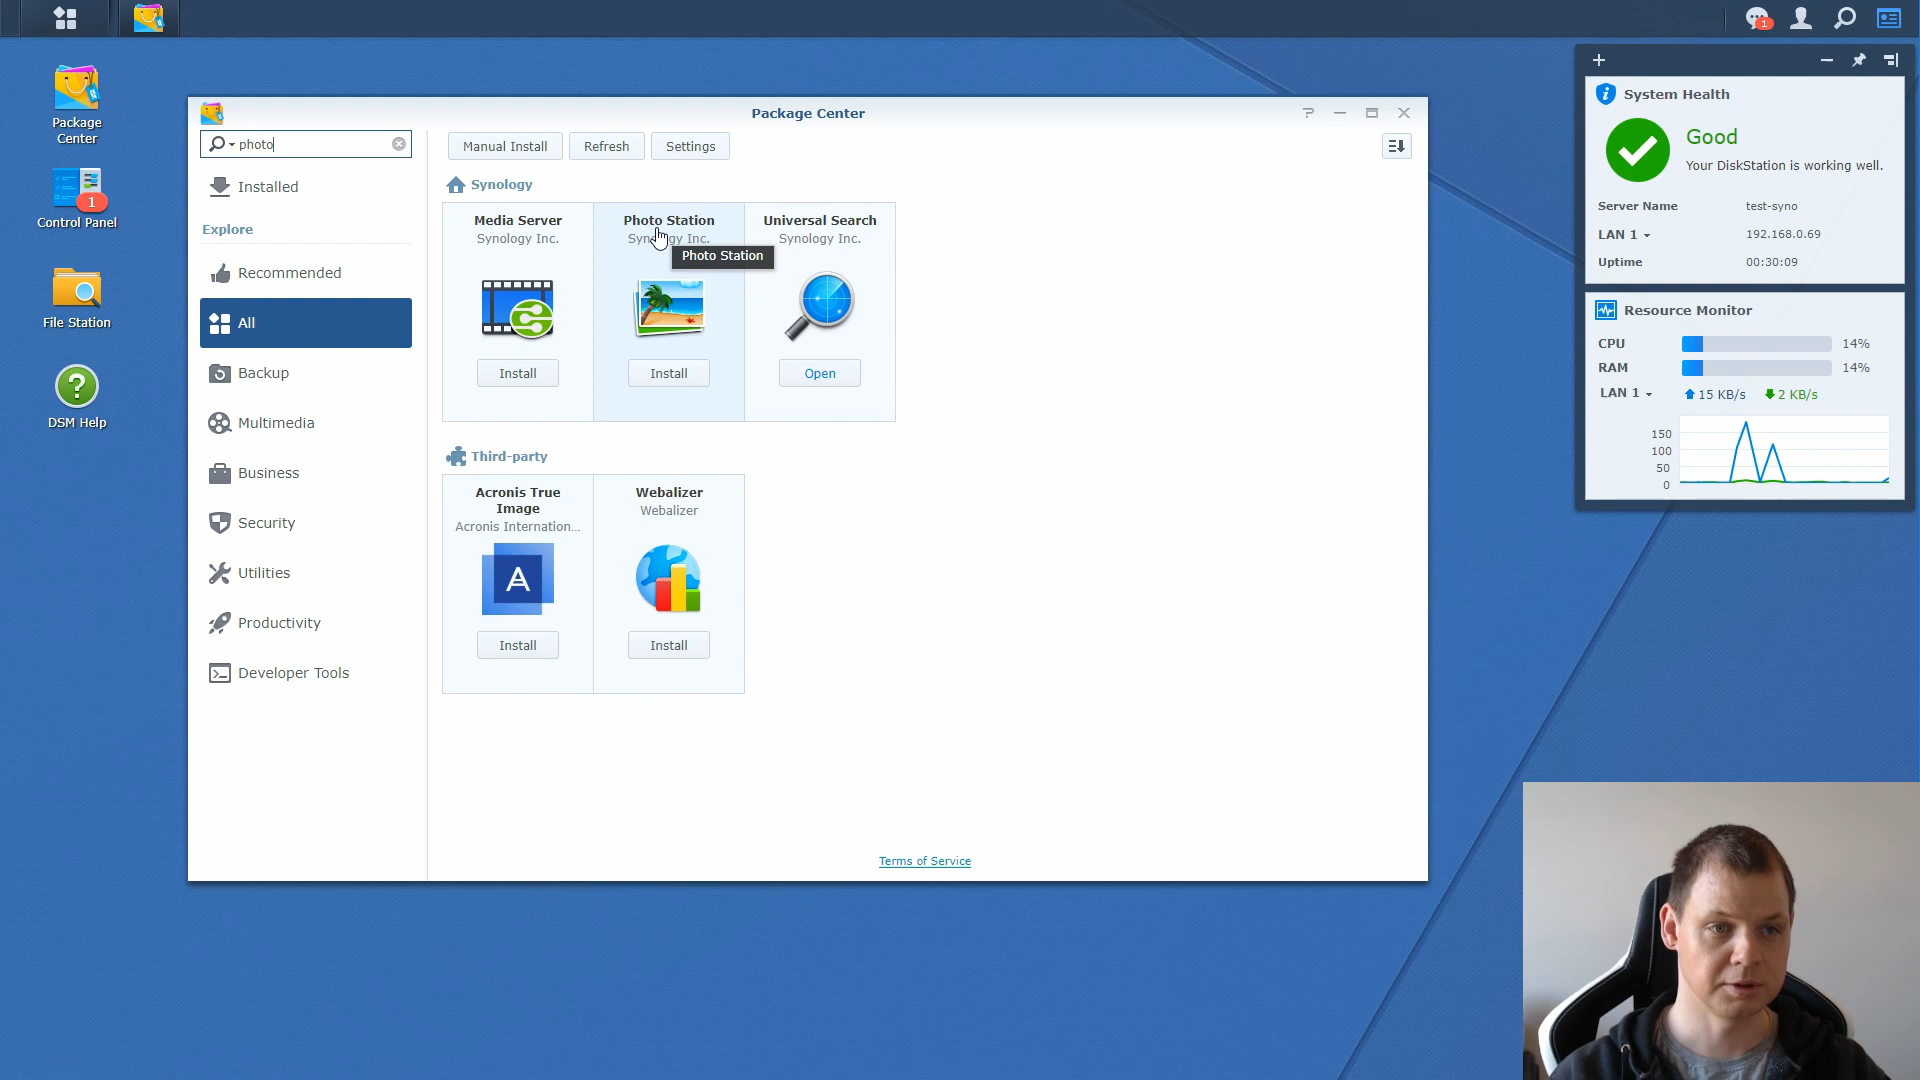 1
Package
Center
1
Control Panel
File Station
?
DSM Help
Package Center
?
photo
Manual Install
Refresh
Settings
Installed
Explore
Recommended
All
Backup
Multimedia
Business
Security
Utilities
Productivity
Developer Tools
Synology
Media Server
Synology Inc.
Install
Photo Station
Photo Station
Install
Universal Search
Synology Inc.
Open
Third-party
Acronis True
Image
Acronis Internation...
A
Install
Webalizer
Webalizer
Install
Terms of Service
System Health
Good
Your DiskStation is working well.
Server Name test-syno
LAN 1 192.168.0.69
Uptime 00:30:09
Resource Monitor
CPU 14%
RAM 14%
LAN 1 15 KB/s 2 KB/s
150
100
50
0